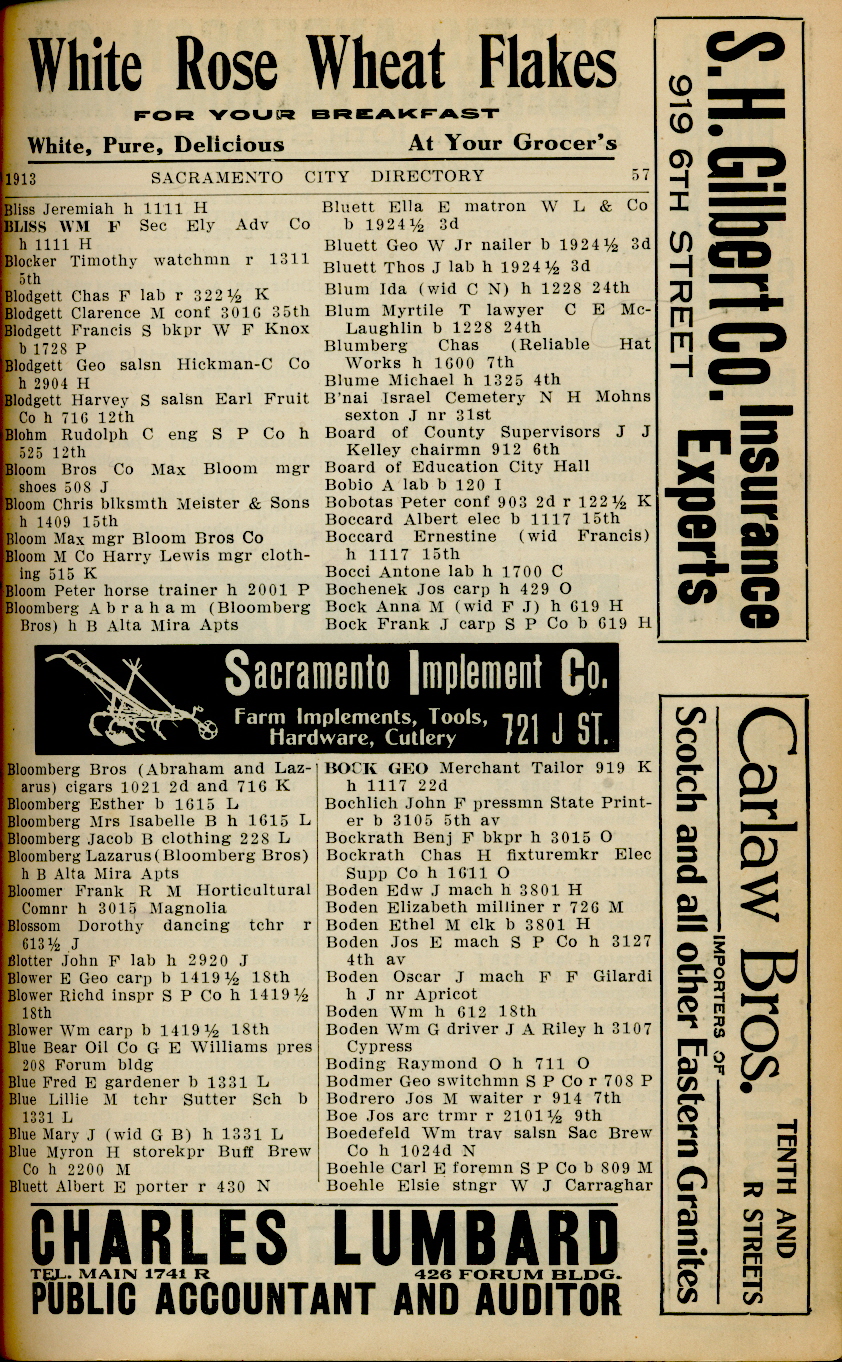 White Rose Wheat Flakes
FOR YOUR BREAKFAST
White, Pure, Delicious At Your Grocer's
1913 SACRAMENTO CITY DIRECTORY 57
Bliss Jeremiah h 1111 H
BLISS WM F Sec Ely Adv Co
h 1111 H
Blocker Timothy watchmn r 1311
5th
Blodgett Chas F lab r 322½ K
Blodgett Clarence M conf 3016 35th
Blodgett Francis S bkpr W F Knox
b 1728 P
Blodgett Geo salsn Hickman-C Co
h 2904 H
Blodgett Harvey S salsn Earl Fruit
Co h 716 12th
Blohm Rudolph C eng S P Co h
525 12th
Bloom Bros Co Max Bloom mgr
shoes 508 J
Bloom Chris blksmth Meister & Sons
h 1409 15th
Bloom Max mgr Bloom Bros Co
Bloom M Co Harry Lewis mgr cloth-
ing 515 K
Bloom Peter horse trainer h 2001 P
Bloomberg Abraham (Bloomberg
Bros) h B Alta Mira Apts
Bluett Ella E matron W L & Co
b 1924½ 3d
Bluett Geo W Jr nailer b 1924½ 3d
Bluett Thos J lab h 1924½ 3d
Blum Ida (wid C N) h 1228 24th
Blum Myrtile T lawyer C E Mc-
Laughlin b 1228 24th
Blumberg Chas (Reliable Hat
Works h 1600 7th
Blume Michael h 1325 4th
B'nai Israel Cemetery N H Mohns
sexton J nr 31st
Board of County Supervisors J J
Kelley chairmn 912 6th
Board of Education City Hall
Bobio A lab b 120 I
Bobotas Peter conf 903 2d r 122½ K
Boccard Albert elec b 1117 15th
Boccard Ernestine (wid Francis)
h 1117 15th
Bocci Antone lab h 1700 C
Bochenek Jos carp h 429 O
Bock Anna M (wid F J) h 619 H
Bock Frank J carp S P Co b 619 H
Sacramento Implement Co.
Farm Implements, Tools,
Hardware, Cutlery 721 J ST.
Bloomberg Bros (Abraham and Laz-
arus) cigars 1021 2d and 716 K
Bloomberg Esther b 1615 L
Bloomberg Mrs Isabelle B h 1615 L
Bloomberg Jacob B clothing 228 L
Bloomberg Lazarus (Bloomberg Bros)
h B Alta Mira Apts
Bloomer Frank R M Horticultural
Comnr h 3015 Magnolia
Blossom Dorothy dancing tchr r
613½ J
Blotter John F lab h 2920 J
Blower E Geo carp b 1419½ 18th
Blower Richd inspr S P Co h 1419½
18th
Blower Wm carp b 1419½ 18th
Blue Bear Oil Co G E Williams pres
208 Forum bldg
Blue Fred E gardener b 1331 L
Blue Lillie M tchr Sutter Sch b
1331 L
Blue Mary J (wid G B) h 1331 L
Blue Myron H storekpr Buff Brew
Co h 2200 M
Bluett Albert E porter r 430 N
BOCK GEO Merchant Tailor 919 K
h 1117 22d
Bochlich John F pressmn State Print-
er b 3105 5th av
Bockrath Benj F bkpr h 3015 O
Bockrath Chas H fixturemkr Elec
Supp Co h 1611 O
Boden Edw J mach h 3801 H
Boden Elizabeth milliner r 726 M
Boden Ethel M clk b 3801 H
Boden Jos E mach S P Co h 3127
4th av
Boden Oscar J mach F F Gilardi
h J nr Apricot
Boden Wm h 612 18th
Boden Wm G driver J A Riley h 3107
Cypress
Boding Raymond O h 711 O
Bodmer Geo switchmn S P Co r 708 P
Bodrero Jos M waiter r 914 7th
Boe Jos arc trmr r 2101½ 9th
Boedefeld Wm trav salsn Sac Brew
Co h 1024d N
Boehle Carl E foremn S P Co b 809 M
Boehle Elsie stngr W J Carraghar
CHARLES LUMBARD
TEL. MAIN 1741 R 426 FORUM BLDG.
PUBLIC ACCOUNTANT AND AUDITOR
S. H. Gilbert Co. Insurance
919 6TH STREET Experts
Carlaw Bros. TENTH AND
R STREETS
IMPORTERS OF
Scotch and all other Eastern Granites